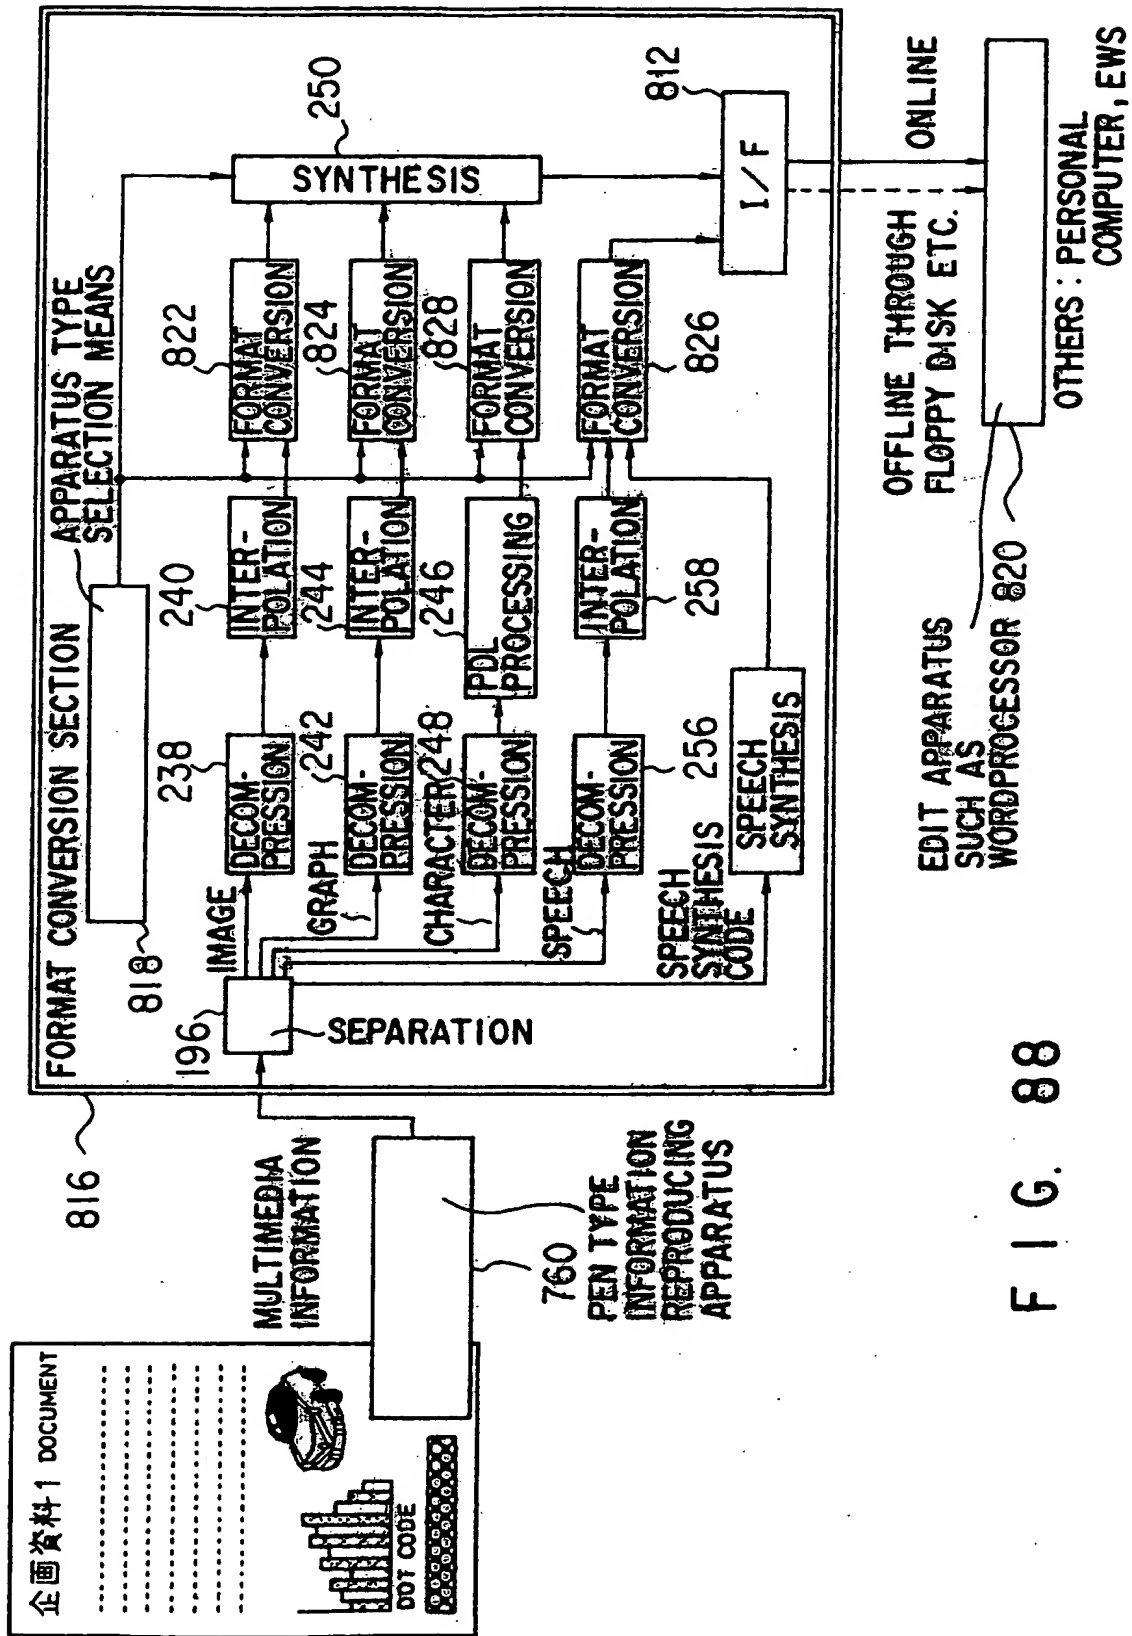 企画資料1 DOCUMENT
DOT CODE
MULTIMEDIA
INFORMATION
760
PEN TYPE
INFORMATION
REPRODUCING
APPARATUS
816
FORMAT CONVERSION SECTION
818
APPARATUS TYPE
SELECTION MEANS
196
SEPARATION
IMAGE
GRAPH
CHARACTER
SPEECH
SPEECH
SYNTHESIS
CODE
238
DECOM-
PRESSION
242
DECOM-
PRESSION
248
DECOM-
PRESSION
DECOM-
PRESSION
256
SPEECH
SYNTHESIS
240
INTER-
POLATION
244
INTER-
POLATION
246
PDL
PROCESSING
INTER-
POLATION
258
822
FORMAT
CONVERSION
824
FORMAT
CONVERSION
828
FORMAT
CONVERSION
FORMAT
CONVERSION
826
250
SYNTHESIS
812
I/F
ONLINE
OFFLINE THROUGH
FLOPPY DISK ETC.
EDIT APPARATUS
SUCH AS
WORDPROCESSOR 820
OTHERS: PERSONAL
COMPUTER, EWS
FIG. 88